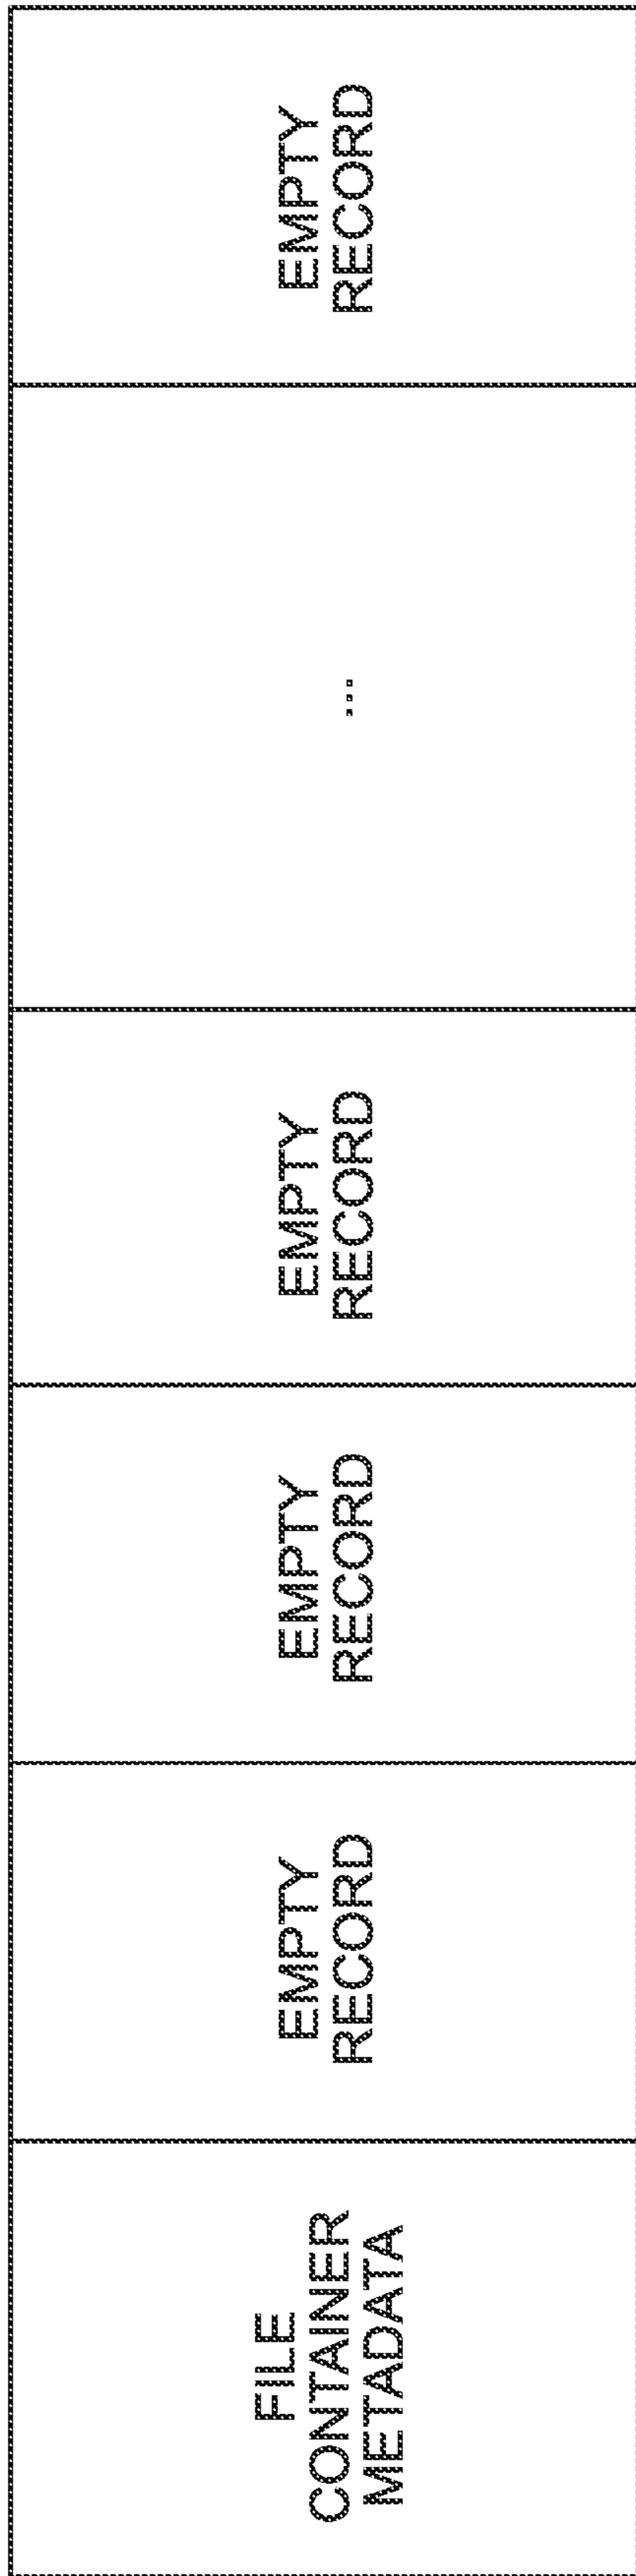 FILE
CONTAINER
METADATA
EMPTY
RECORD
EMPTY
RECORD
EMPTY
RECORD
...
EMPTY
RECORD